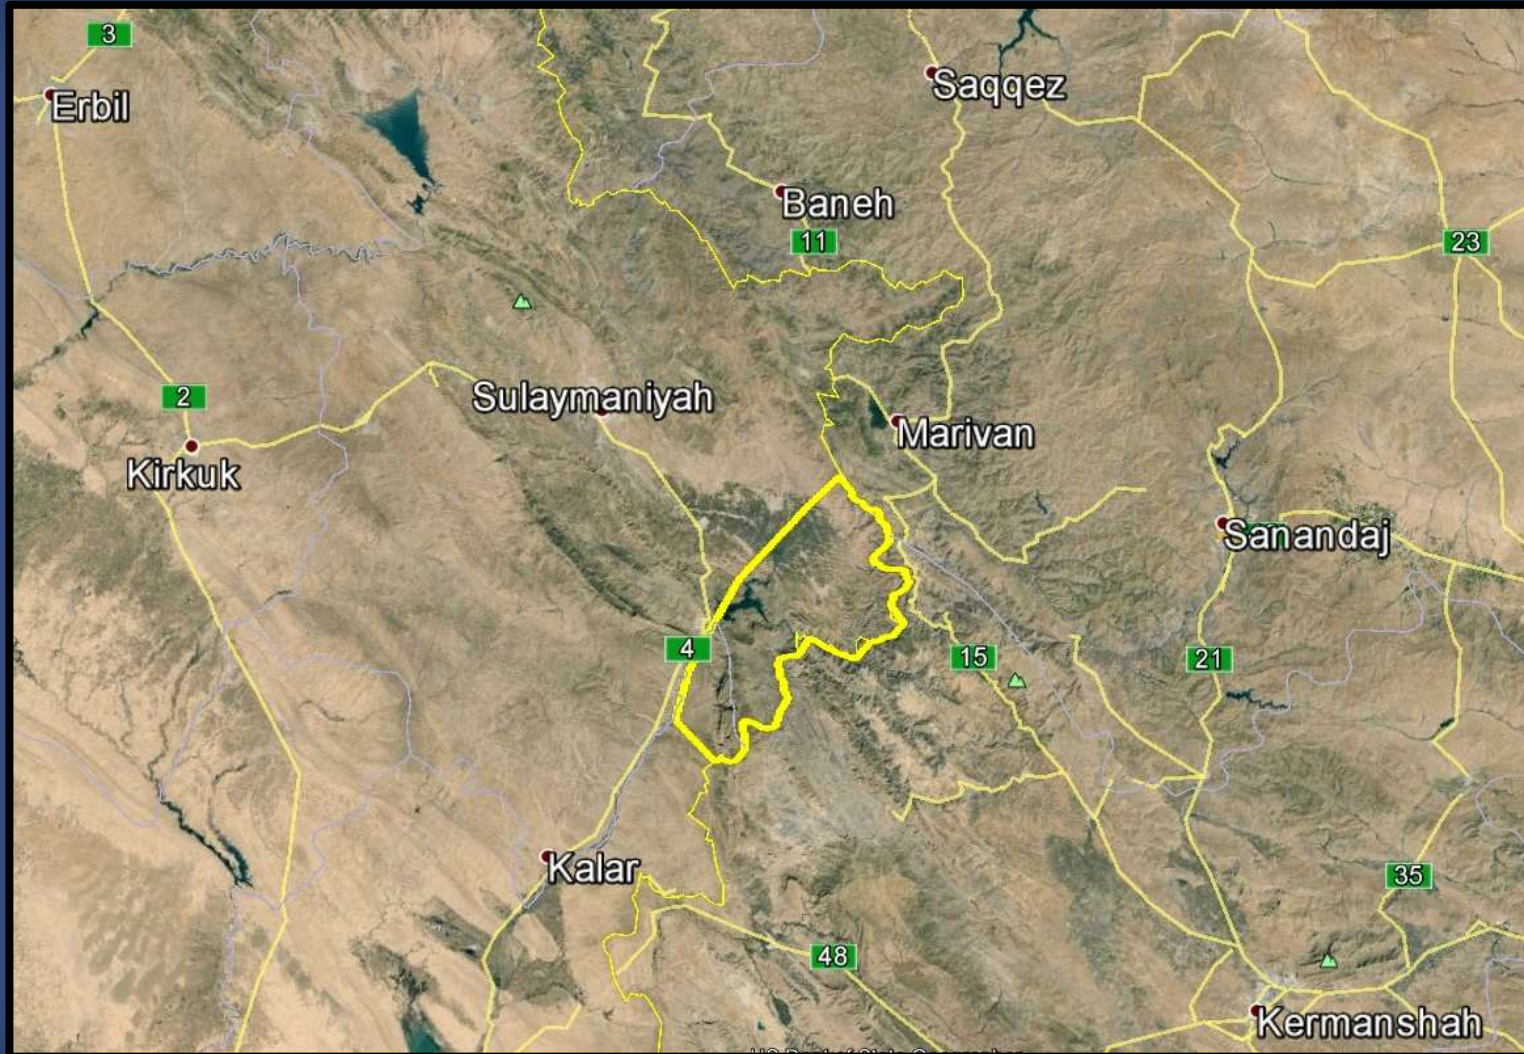 3
Erbil
Saqqez
Baneh
11
23
2
Sulaymaniyah
Marivan
Kirkuk
Sanandaj
4
15
21
Kalar
35
48
Kermanshah